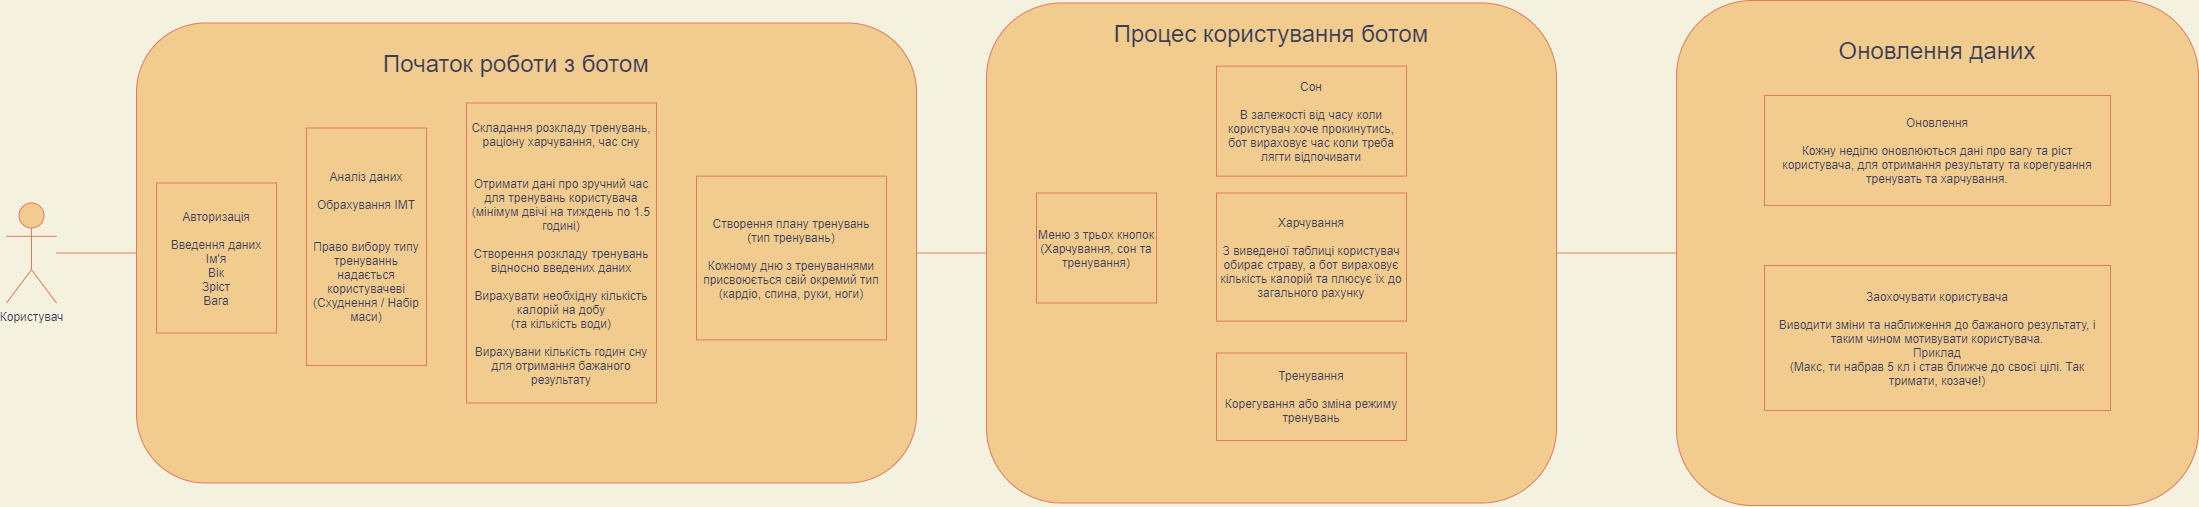 Користувач
Початок роботи з ботом
Авторизація
Введення даних
Ім'я
Вік
Зріст
Вага
Аналіз даних
Обрахування ІМТ
Право вибору типу
тренуваннь
надається
користувачеві
(Схуднення / Набір
маси)
Складання розкладу тренувань,
раціону харчування, час сну
Отримати дані про зручний час
для тренувань користувача
(мінімум двічі на тиждень по 1.5
годині)
Створення розкладу тренувань
відносно введених даних
Вирахувати необхідну кількість
калорій на добу
(та кількість води)
Вирахувани кількість годин сну
для отримання бажаного
результату
Створення плану тренувань
(тип тренувань)
Кожному дню з тренуваннями
присвоюється свій окремий тип
(кардіо, спина, руки, ноги)
Процес користування ботом
Меню з трьох кнопок
(Харчування, сон та
тренування)
Сон
В залежості від часу коли
користувач хоче прокинутись,
бот вираховує час коли треба
лягти відпочивати
Харчування
З виведеної таблиці користувач
обирає страву, а бот вираховує
кількість калорій та плюсує їх до
загального рахунку
Тренування
Корегування або зміна режиму
тренувань
Оновлення даних
Оновлення
Кожну неділю оновлюються дані про вагу та ріст
користувача, для отримання результату та корегування
тренувать та харчування.
Заохочувати користувача
Виводити зміни та наближення до бажаного результату, і
таким чином мотивувати користувача.
Приклад
(Макс, ти набрав 5 кл і став ближче до своєї цілі. Так
тримати, козаче!)